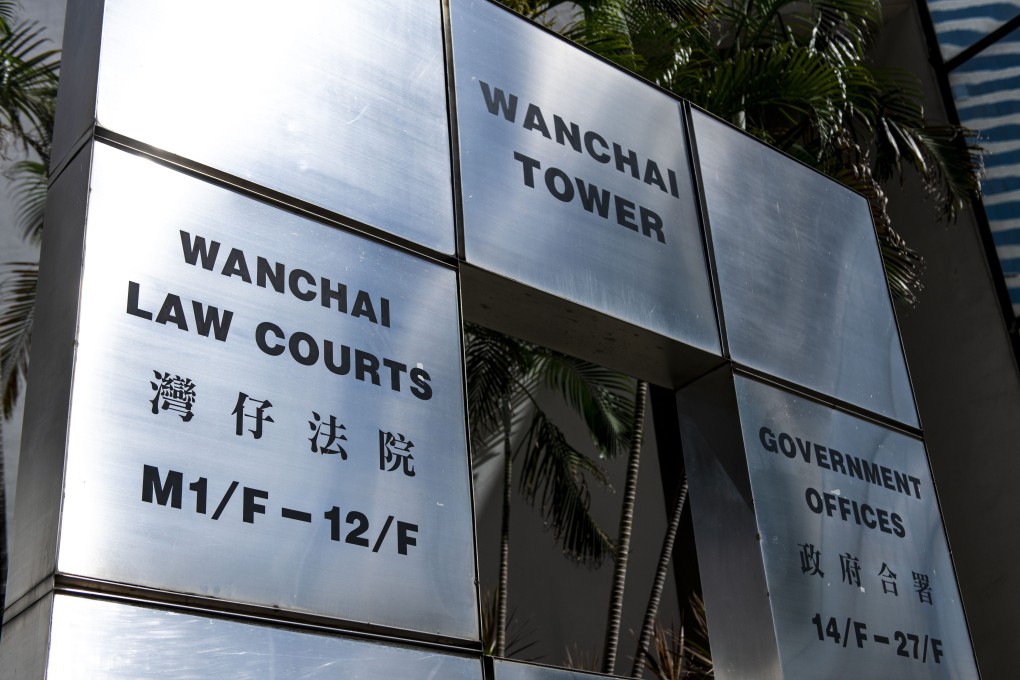 WANCHAI
TOWER
WANCHAI
LAW COURTS
灣仔法院
M1/F – 12/F
GOVERNMENT
OFFICES
政府合署
14/F – 27/F